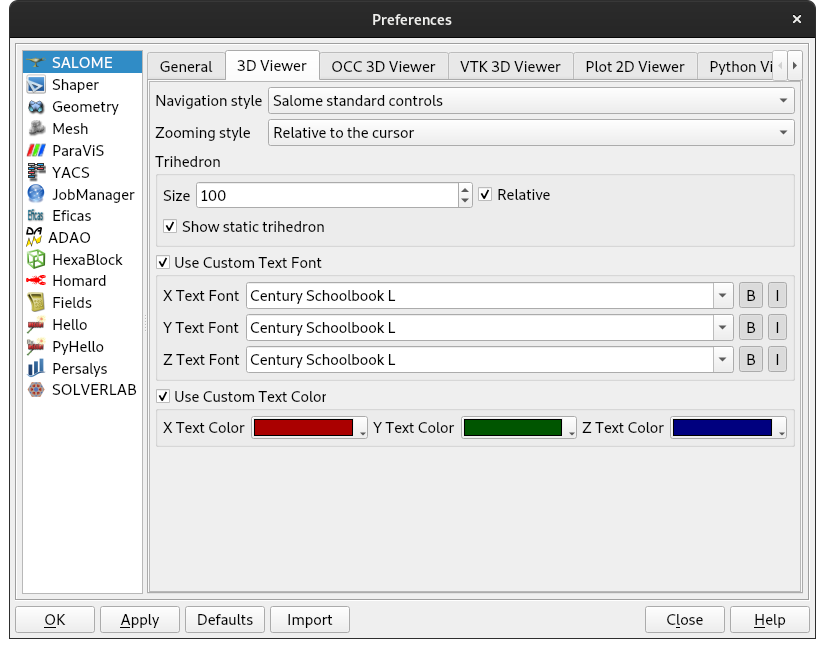 Preferences
SALOME
Shaper
Geometry
Mesh
ParaViS
YACS
JobManager
Eficas
Eficas
ADAO
HexaBlock
Homard
Fields
Hello
PyHello
Persalys
SOLVERLAB
General 3D Viewer OCC 3D Viewer VTK 3D Viewer Plot 2D Viewer Python Vi
Navigation style Salome standard controls
Zooming style Relative to the cursor
Trihedron
Size 100 Relative
Show static trihedron
Use Custom Text Font
X Text Font Century Schoolbook L B I
Y Text Font Century Schoolbook L B I
Z Text Font Century Schoolbook L B I
Use Custom Text Color
X Text Color Y Text Color Z Text Color
OK Apply Defaults Import Close Help